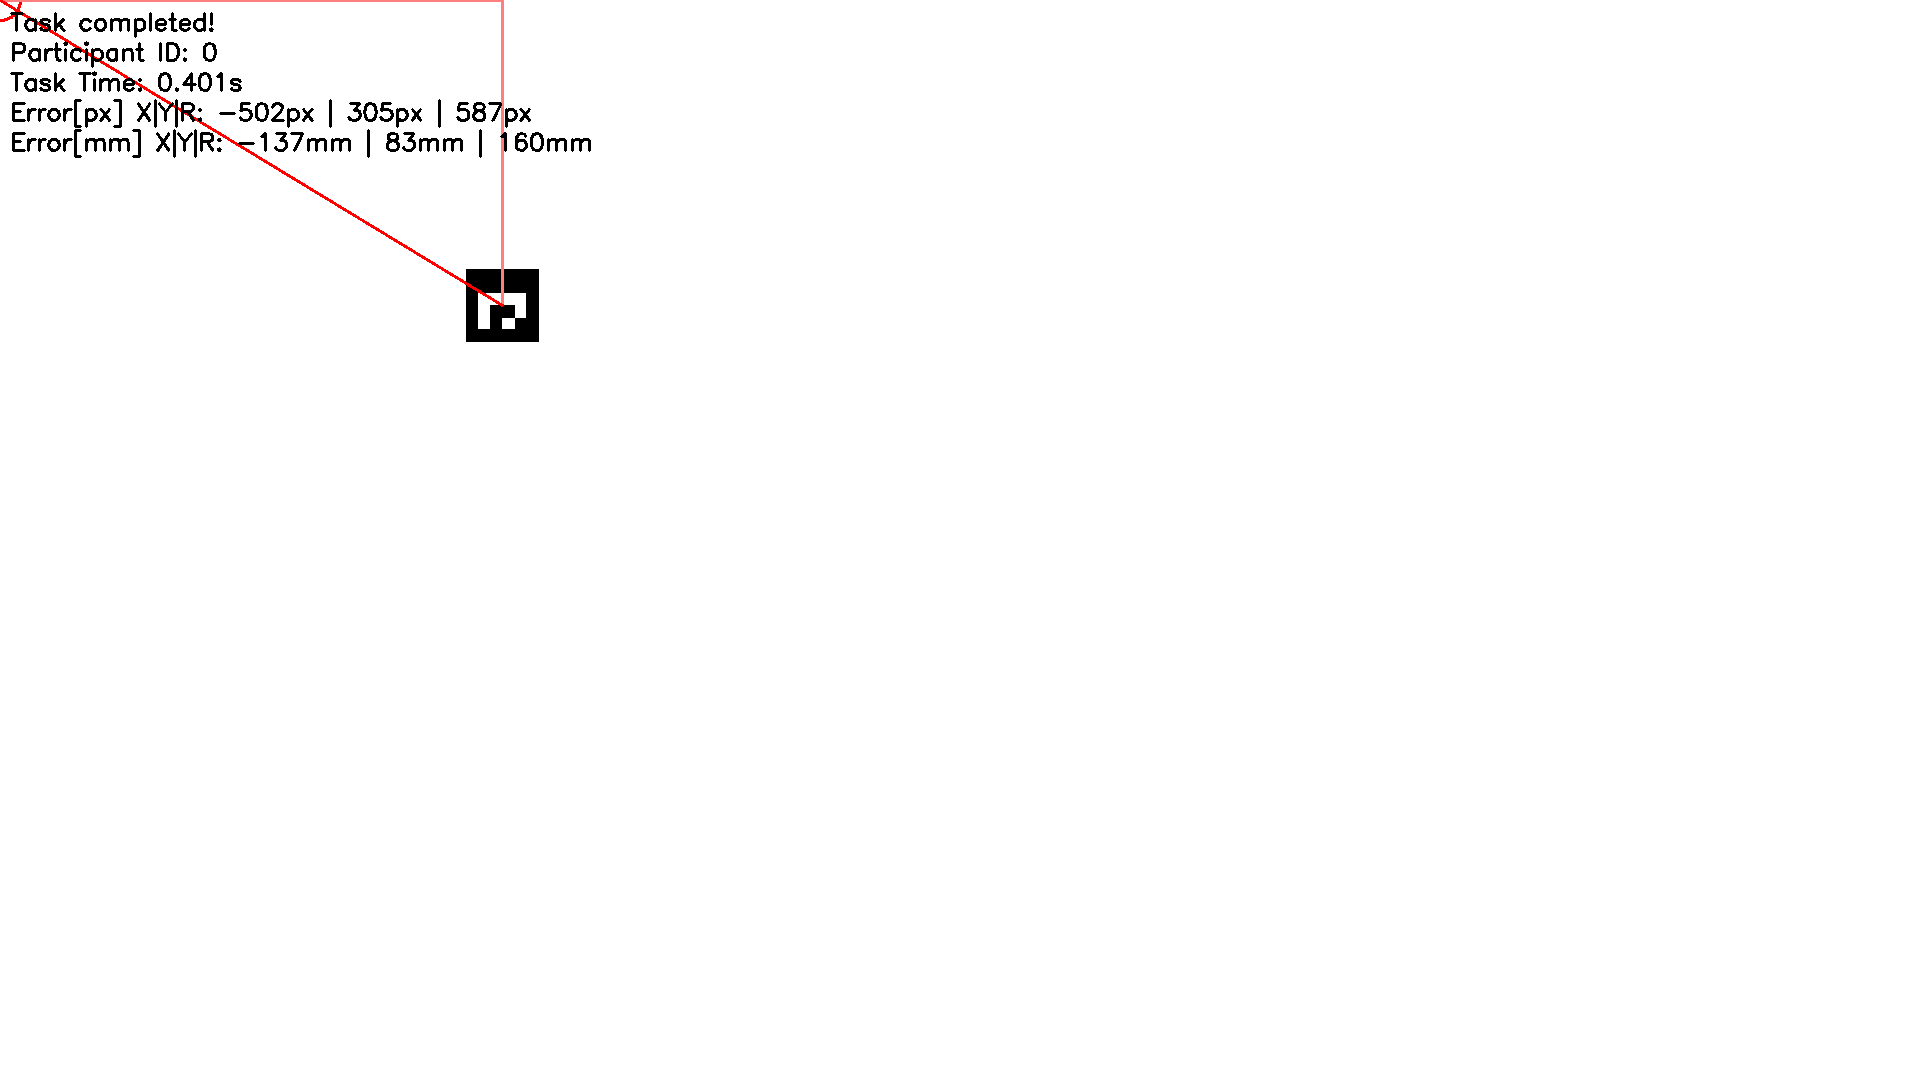 Task completed!
Participant ID: 0
Task Time: 0.401s
Error[px] X|Y|R: -502px | 305px | 587px
Error[mm] X|Y|R: -137mm | 83mm | 160mm